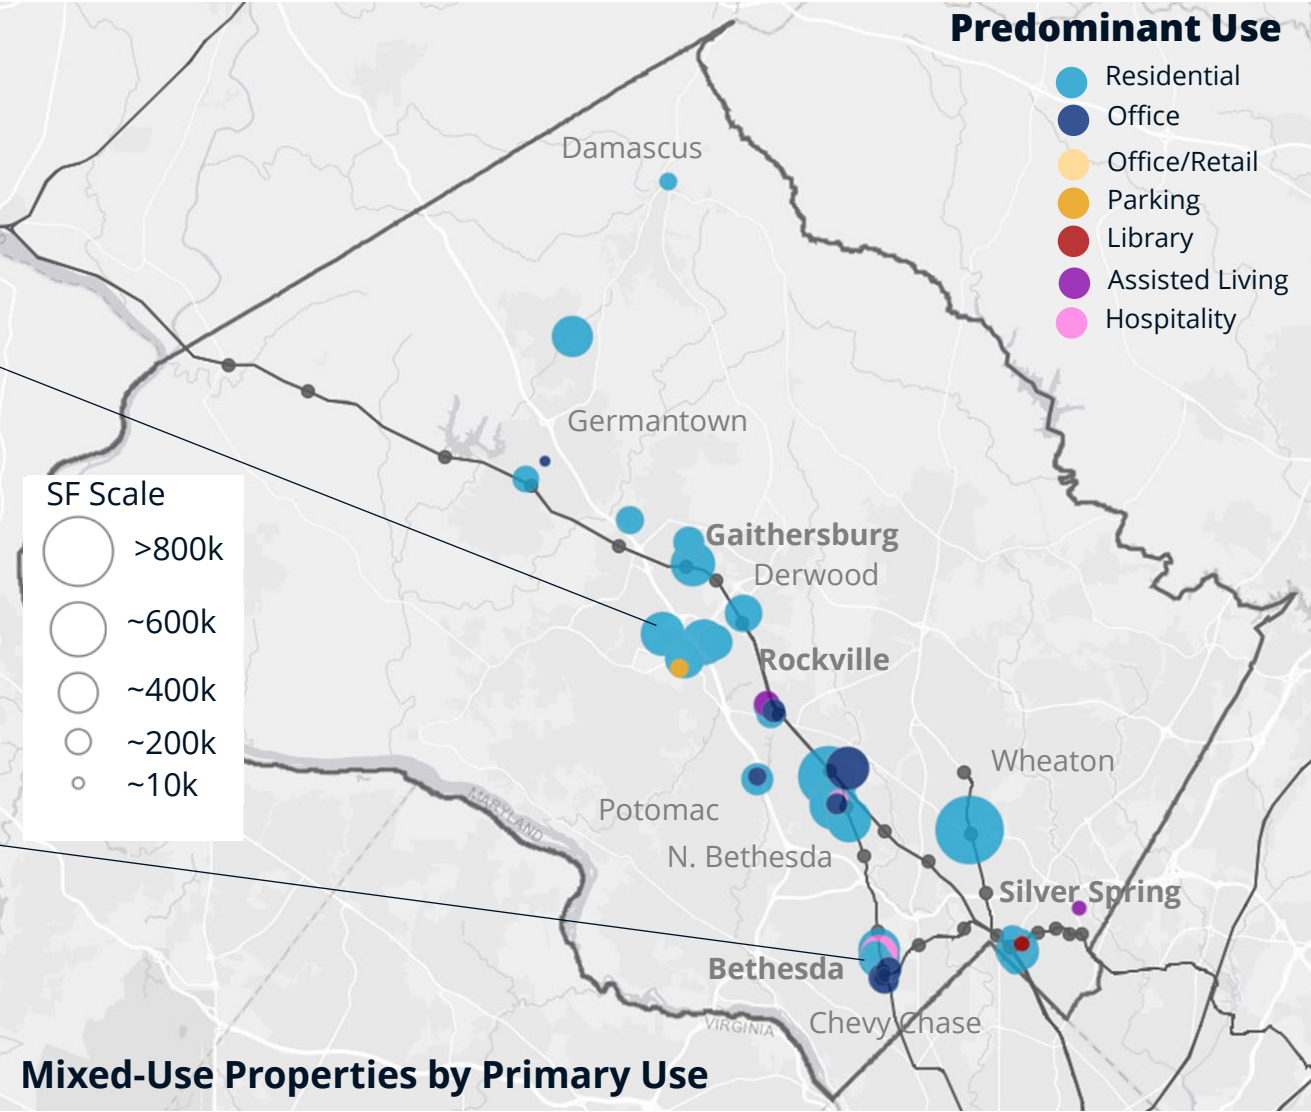 Predominant Use
Residential
Office
Office/Retail
Parking
Library
Assisted Living
Hospitality
Damascus
Germantown
SF Scale
>800k
~600k
~400k
~200k
~10k
Gaithersburg
Derwood
Rockville
Wheaton
Potomac
MARYLAND
N. Bethesda
Silver Spring
Bethesda
Chevy Chase
VIRGINIA
Mixed-Use Properties by Primary Use